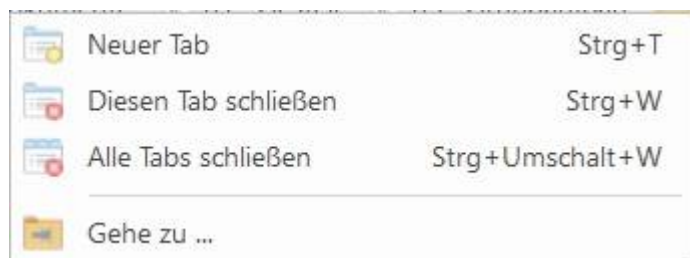 Neuer Tab Strg+T
Diesen Tab schließen Strg+W
Alle Tabs schließen Strg+Umschalt+W
Gehe zu ...